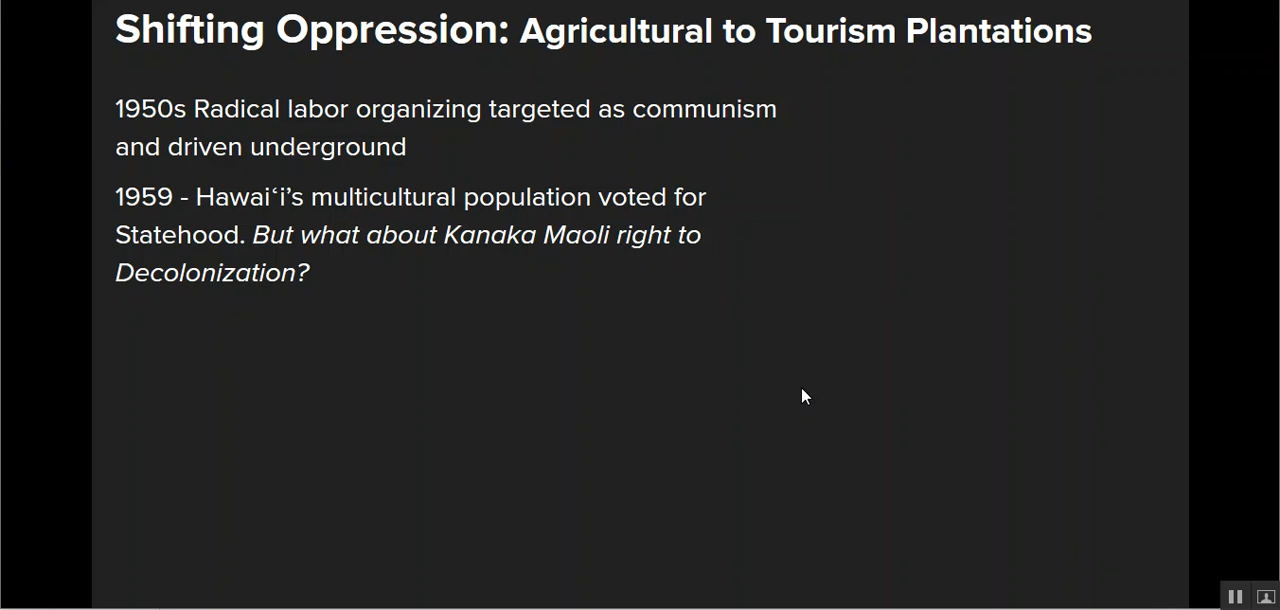 Shifting Oppression: Agricultural to Tourism Plantations
1950s Radical labor organizing targeted as communism
and driven underground
1959 - Hawaiʻi’s multicultural population voted for
Statehood. But what about Kanaka Maoli right to
Decolonization?